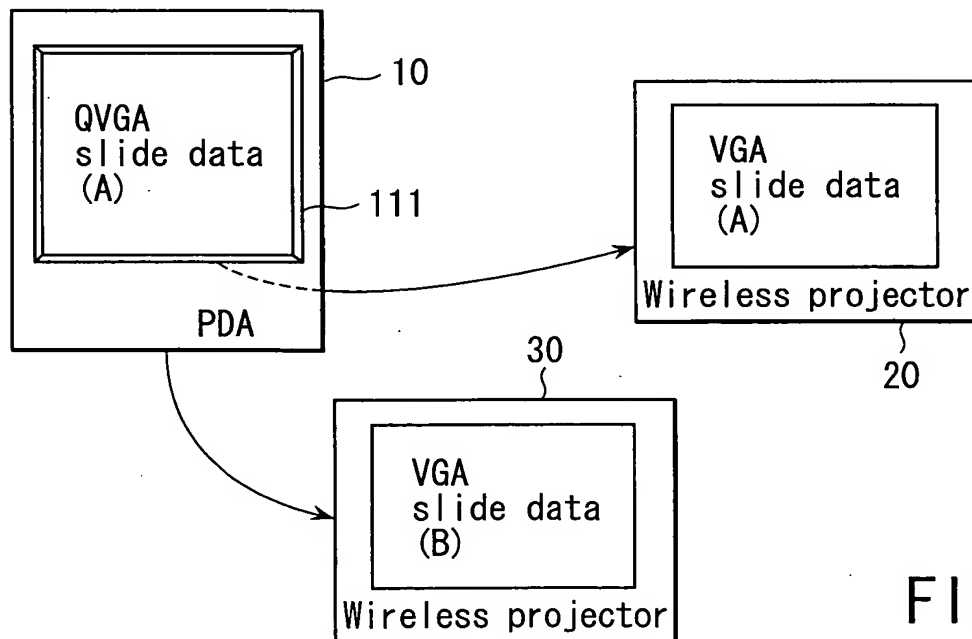 QVGA
slide data
(A)
10
111
PDA
VGA
slide data
(A)
Wireless projector
20
30
VGA
slide data
(B)
Wireless projector
FI